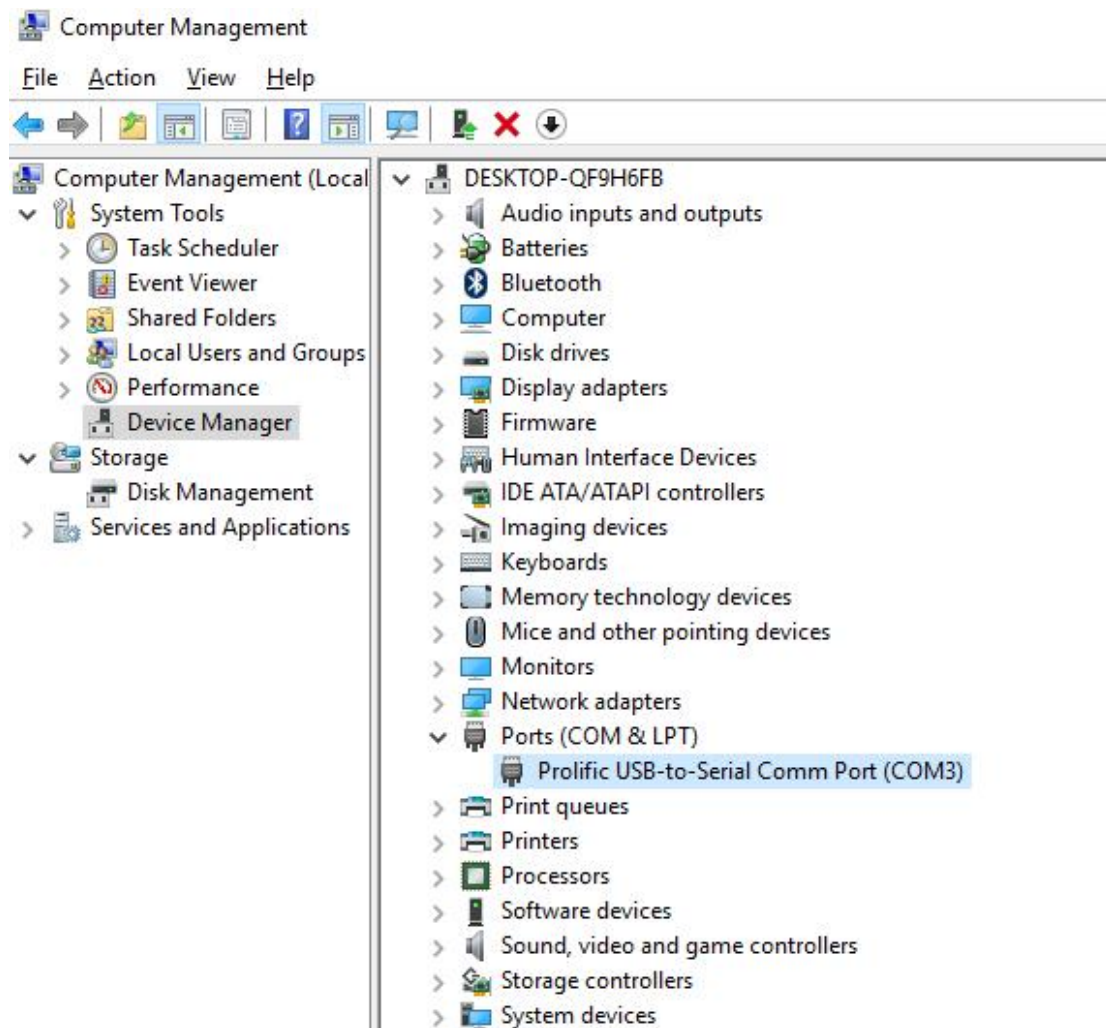 Computer Management
File Action View Help
Computer Management (Local
System Tools
Task Scheduler
Event Viewer
Shared Folders
Local Users and Groups
Performance
Device Manager
Storage
Disk Management
Services and Applications
DESKTOP-QF9H6FB
Audio inputs and outputs
Batteries
Bluetooth
Computer
Disk drives
Display adapters
Firmware
Human Interface Devices
IDE ATA/ATAPI controllers
Imaging devices
Keyboards
Memory technology devices
Mice and other pointing devices
Monitors
Network adapters
Ports (COM & LPT)
Prolific USB-to-Serial Comm Port (COM3)
Print queues
Printers
Processors
Software devices
Sound, video and game controllers
Storage controllers
System devices